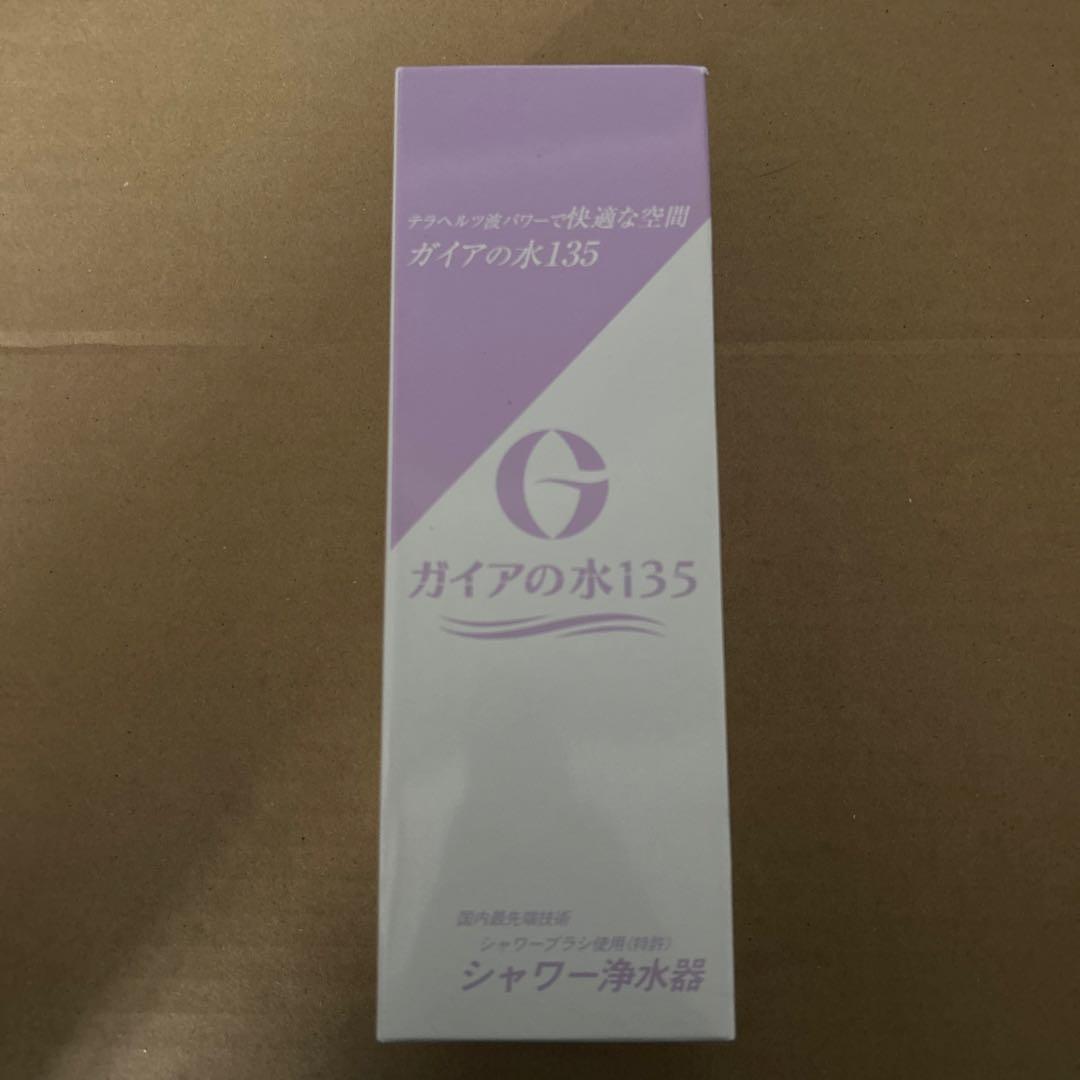 テラヘルツ波パワーで快適な空間
ガイアの水135
ガイアの水135
国内最先端技術
シャワーブラシ使用(特許)
シャワー浄水器